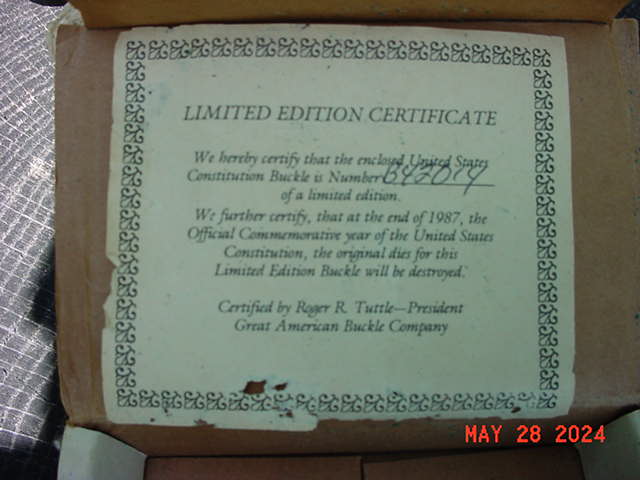 LIMITED EDITION CERTIFICATE
We hereby certify that the enclosed United States
Constitution Buckle is Number
of a limited edition.
We further certify, that at the end of 1987, the
Official Commemorative year of the United States
Constitution, the original dies for this
Limited Edition Buckle will be destroyed.
Certified by Roger R. Tuttle—President
Great American Buckle Company
MAY 28 2024